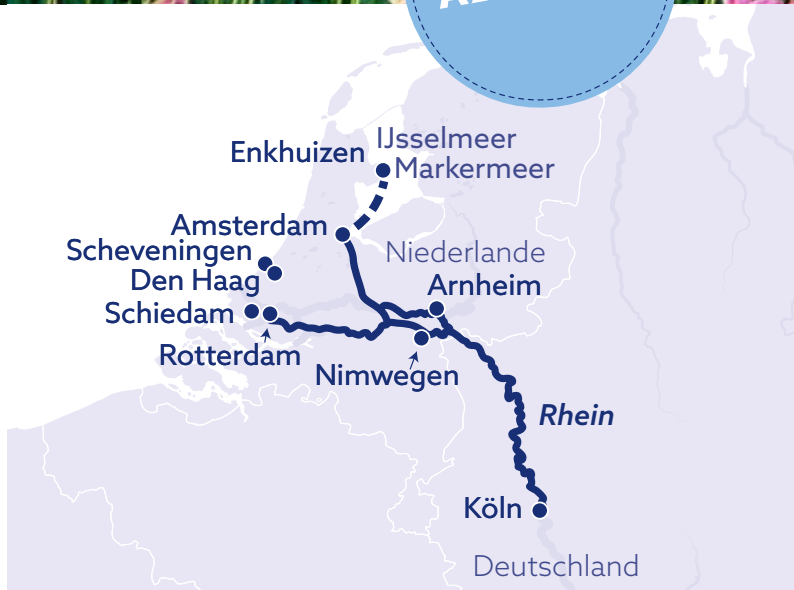 IJsselmeer
Enkhuizen
Markermeer
Amsterdam
Scheveningen
Niederlande
Den Haag
Arnheim
Schiedam
Rotterdam
Nimwegen
Rhein
Köln
Deutschland